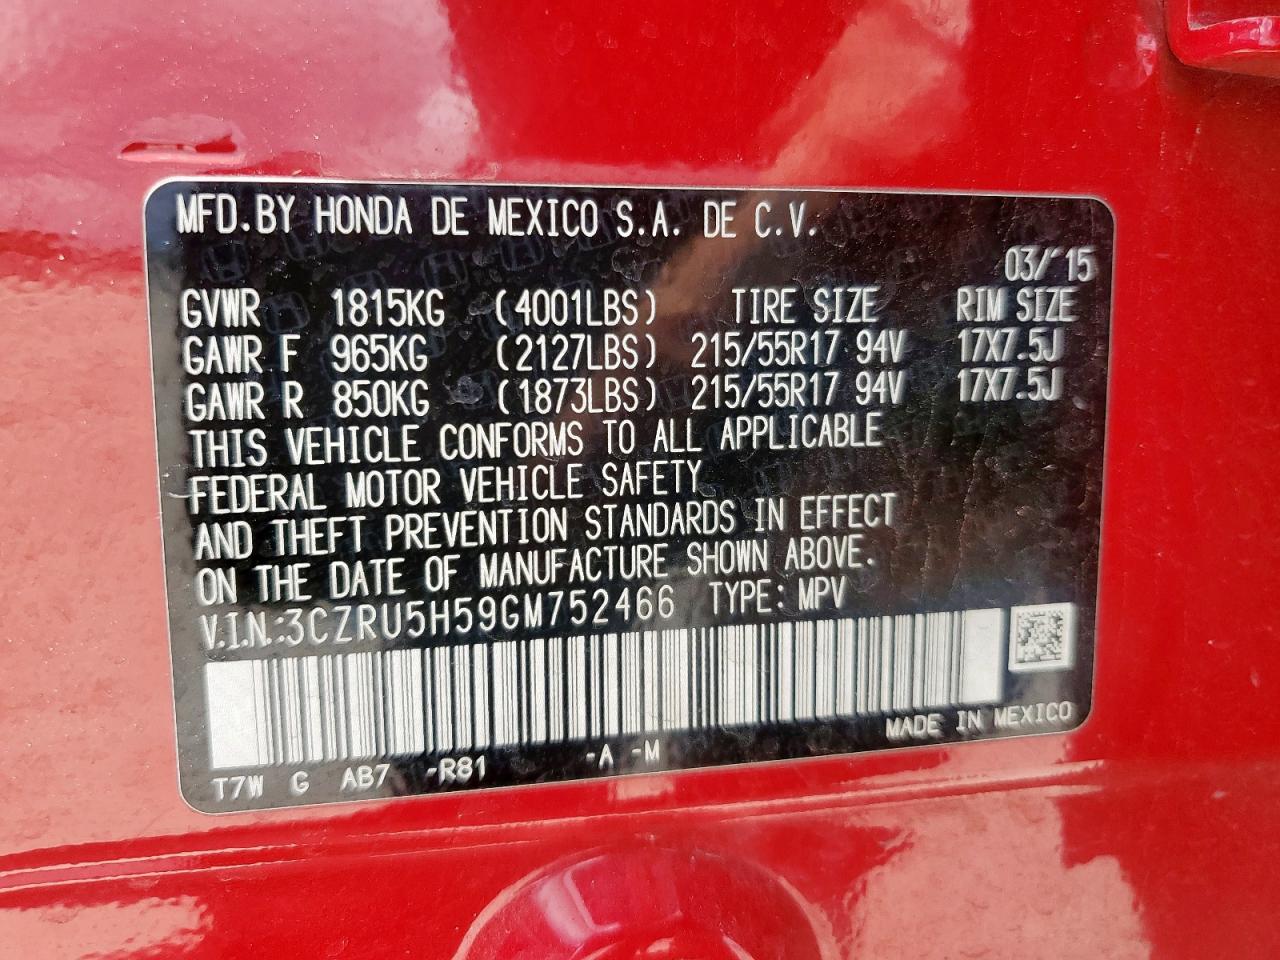 MFD.BY HONDA DE MEXICO S.A. DE C.V.
03/'15
GVWR 1815KG (4001LBS) TIRE SIZE RIM SIZE
GAWR F 965KG (2127LBS) 215/55R17 94V 17X7.5J
GAWR R 850KG (1873LBS) 215/55R17 94V 17X7.5J
THIS VEHICLE CONFORMS TO ALL APPLICABLE
FEDERAL MOTOR VEHICLE SAFETY
AND THEFT PREVENTION STANDARDS IN EFFECT
ON THE DATE OF MANUFACTURE SHOWN ABOVE.
V.I.N.:3CZRU5H59GM752466 TYPE: MPV
MADE IN MEXICO
T7W G AB7 -R81 -A -M